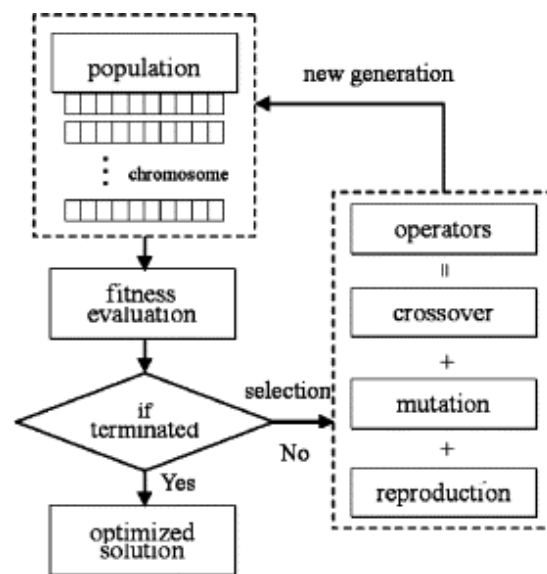 population
new generation
chromosome
operators
=
fitness
evaluation
crossover
+
selection
if
terminated
mutation
No
+
Yes
reproduction
optimized
solution